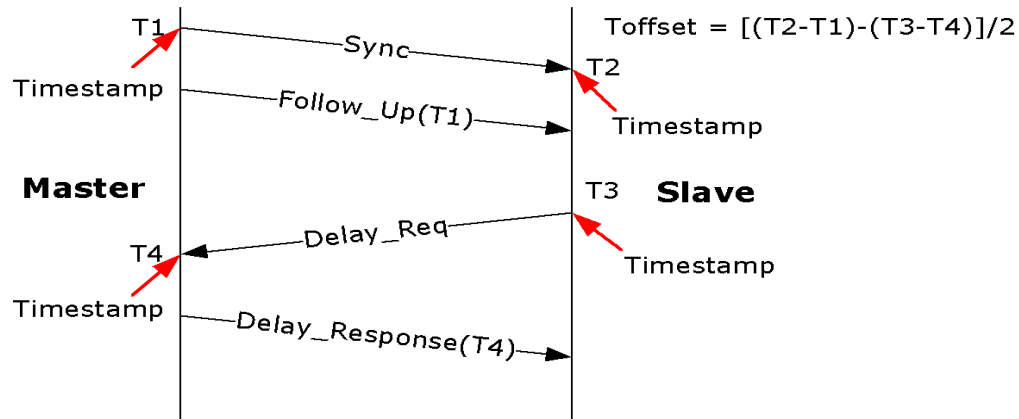 T1
Toffset = [(T2-T1)-(T3-T4)]/2
Sync
T2
Timestamp
Follow_Up(T1)
Timestamp
Master
T3
Slave
Delay_Req
T4
Timestamp
Timestamp
Delay_Response(T4)